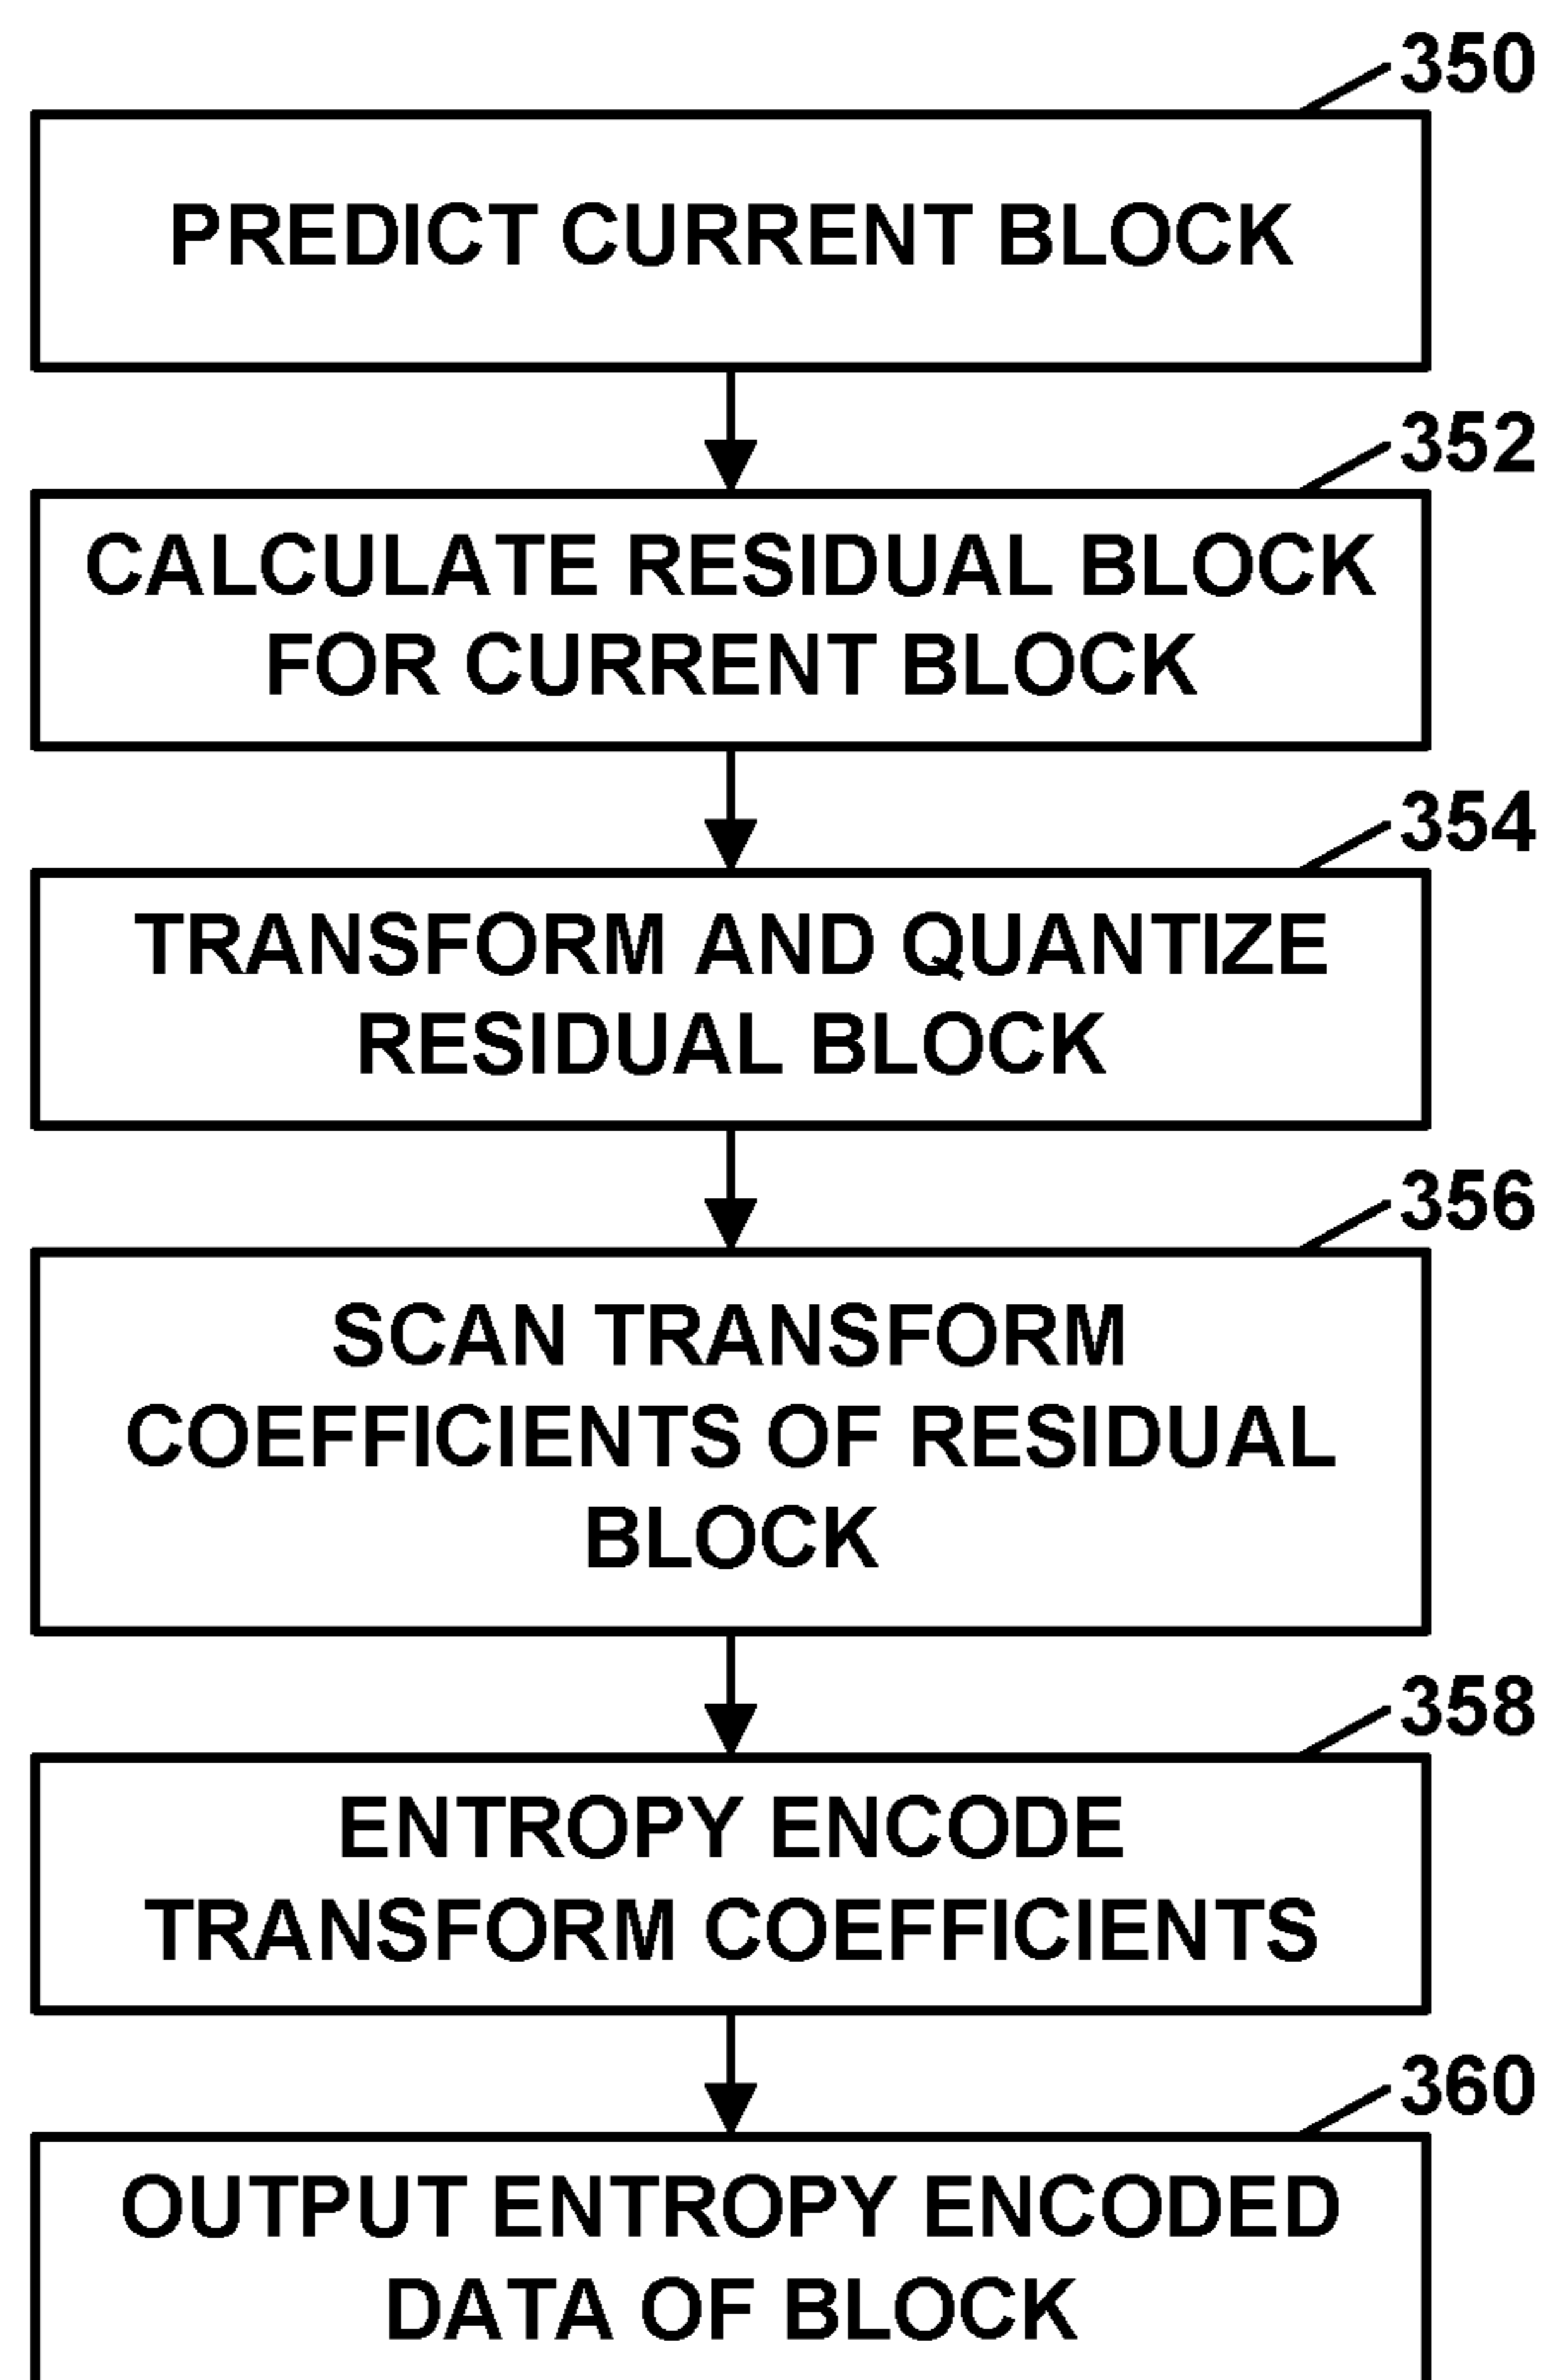 350
PREDICT CURRENT BLOCK
352
CALCULATE RESIDUAL BLOCK
FOR CURRENT BLOCK
354
TRANSFORM AND QUANTIZE
RESIDUAL BLOCK
356
SCAN TRANSFORM
COEFFICIENTS OF RESIDUAL
BLOCK
358
ENTROPY ENCODE
TRANSFORM COEFFICIENTS
360
OUTPUT ENTROPY ENCODED
DATA OF BLOCK